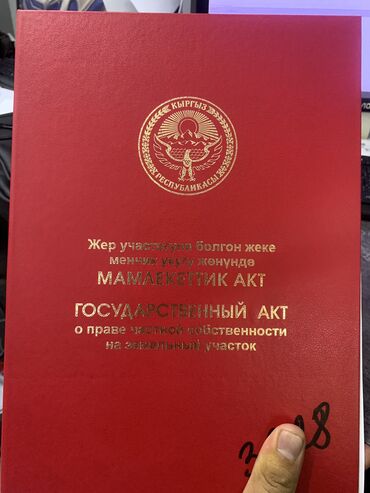 КЫРГЫЗ
РЕСПУБЛИКАСЫ
Жер участогуна болгон жеке
менчик укугу жөнүндө
МАМЛЕКЕТТИК АКТ
ГОСУДАРСТВЕННЫЙ АКТ
о праве частной собственности
на земельный участок